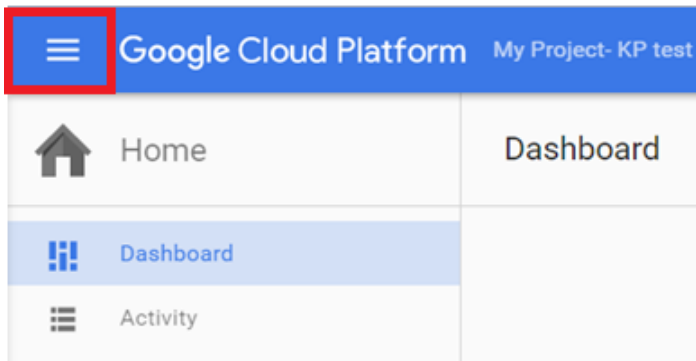 Google Cloud Platform My Project- KP test
Home
Dashboard
Dashboard
Activity